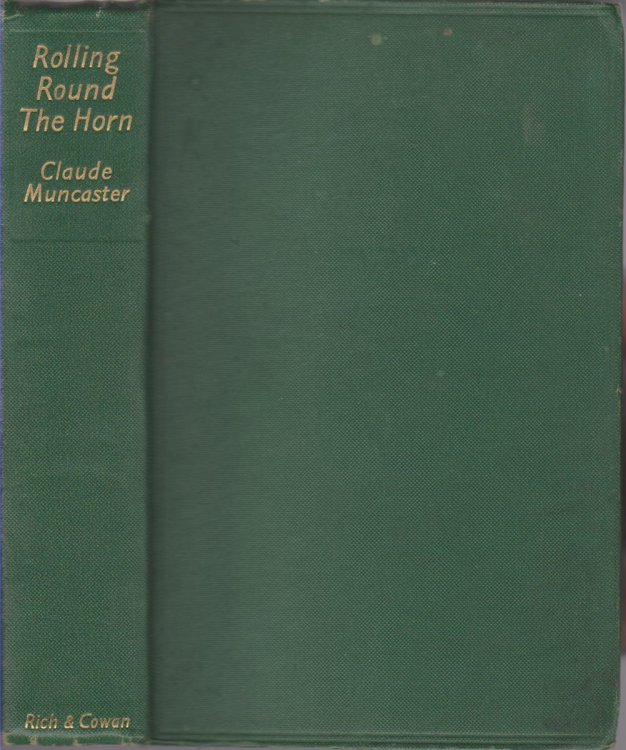 Rolling
Round
The Horn
Claude
Muncaster
Rich & Cowan